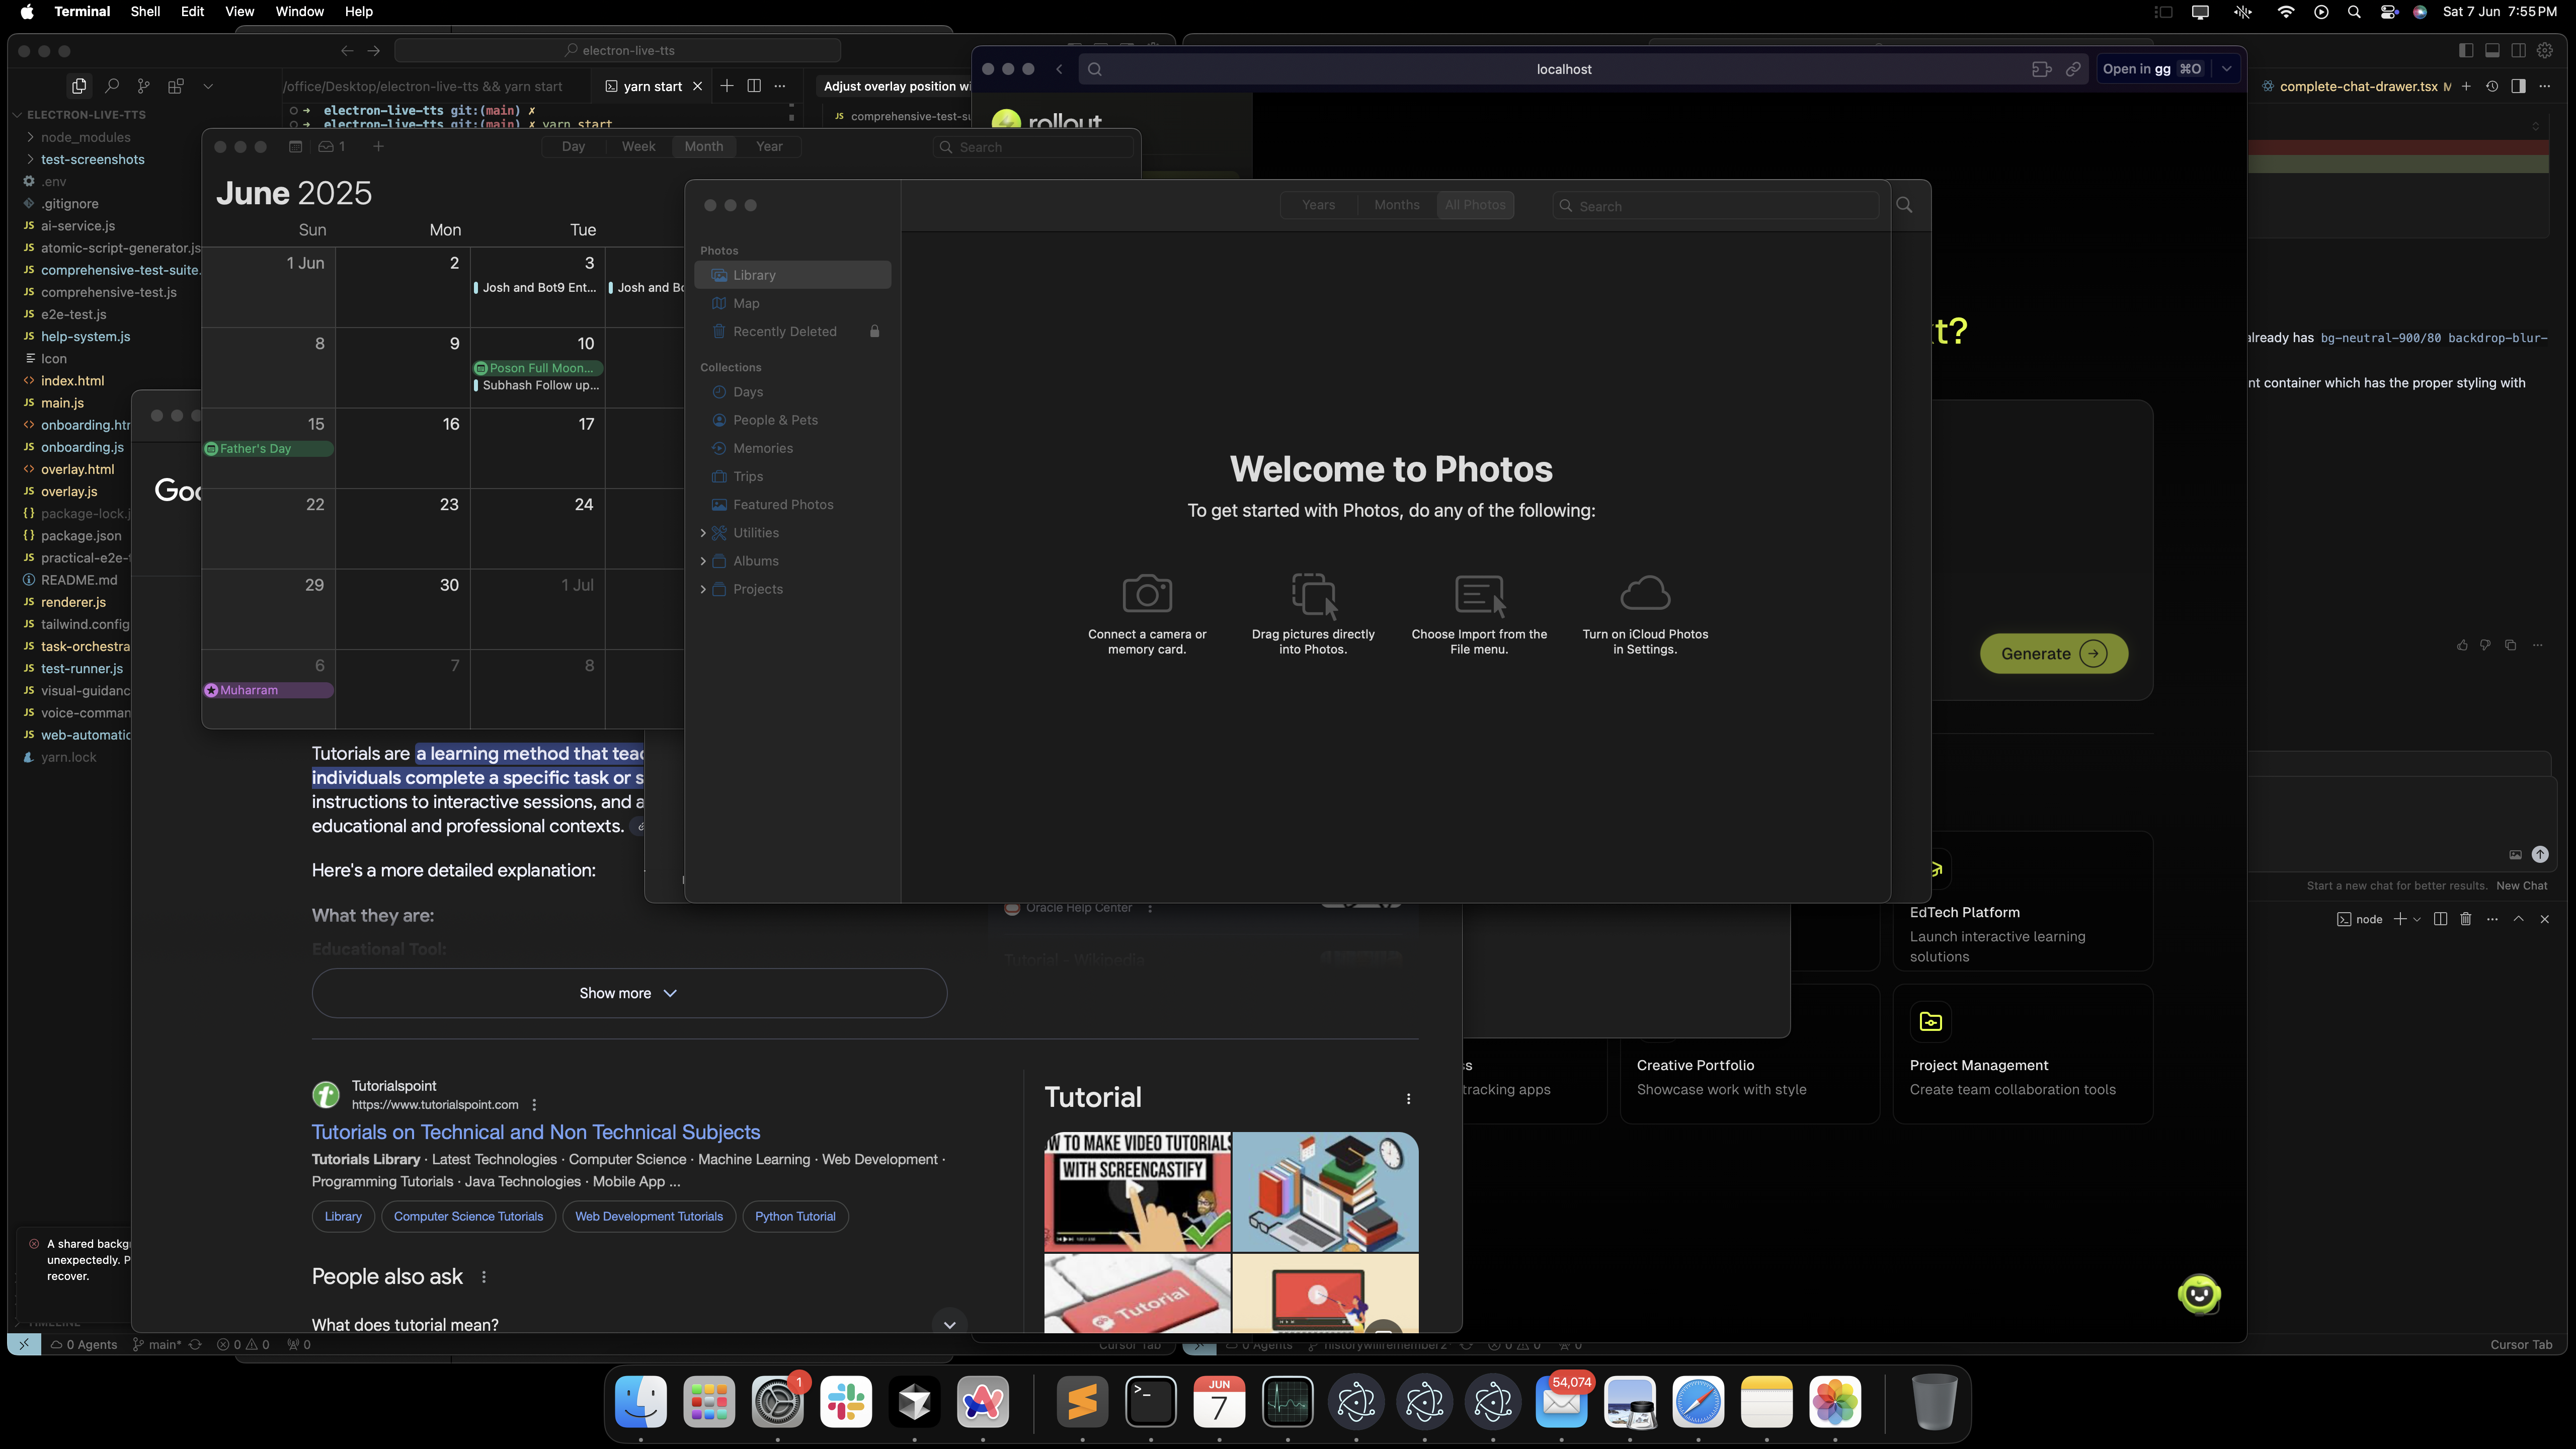 Terminal Shell Edit View Window Help
Sat 7 Jun 7:55 PM
electron-live-tts
/office/Desktop/electron-live-tts && yarn start
yarn start
Adjust overlay position wi
electron-live-tts git:(main) ✗
electron-live-tts git:(main) ✗ yarn start
comprehensive-test-su
ELECTRON-LIVE-TTS
node_modules
test-screenshots
.env
.gitignore
ai-service.js
atomic-script-generator.js
comprehensive-test-suite.
comprehensive-test.js
e2e-test.js
help-system.js
Icon
index.html
main.js
onboarding.htm
onboarding.js
overlay.html
overlay.js
package-lock.j
package.json
practical-e2e-t
README.md
renderer.js
tailwind.config
task-orchestra
test-runner.js
visual-guidanc
voice-comman
web-automatic
yarn.lock
A shared backg
unexpectedly. P
recover.
TIMELINE
0 Agents main* 0 0 0
Cursor Tab
1
Day Week Month Year
Search
June 2025
Sun Mon Tue
1 Jun 2 3
Josh and Bot9 Ent...
Josh and Bo
8 9 10
Poson Full Moon...
Subhash Follow up...
15 16 17
Father's Day
22 23 24
29 30 1 Jul
6 7 8
Muharram
Goo
Tutorials are a learning method that teac
individuals complete a specific task or s
instructions to interactive sessions, and a
educational and professional contexts.
Here's a more detailed explanation:
What they are:
Educational Tool:
Show more
Tutorialspoint
https://www.tutorialspoint.com
Tutorials on Technical and Non Technical Subjects
Tutorials Library · Latest Technologies · Computer Science · Machine Learning · Web Development ·
Programming Tutorials · Java Technologies · Mobile App ...
Library Computer Science Tutorials Web Development Tutorials Python Tutorial
People also ask
What does tutorial mean?
Oracle Help Center
Tutorial - Wikipedia
Tutorial
W TO MAKE VIDEO TUTORIALS
WITH SCREENCASTIFY
Tutorial
Years Months All Photos
Search
Photos
Library
Map
Recently Deleted
Collections
Days
People & Pets
Memories
Trips
Featured Photos
Utilities
Albums
Projects
Welcome to Photos
To get started with Photos, do any of the following:
Connect a camera or
memory card.
Drag pictures directly
into Photos.
Choose Import from the
File menu.
Turn on iCloud Photos
in Settings.
localhost
Open in gg ⌘O
rollout
xt?
Generate
EdTech Platform
Launch interactive learning
solutions
ss
tracking apps
Creative Portfolio
Showcase work with style
Project Management
Create team collaboration tools
complete-chat-drawer.tsx M
already has bg-neutral-900/80 backdrop-blur-
nt container which has the proper styling with
Start a new chat for better results. New Chat
node
0 Agents historywillremember2* 0 0 0
Cursor Tab
1
JUN
7
54,074